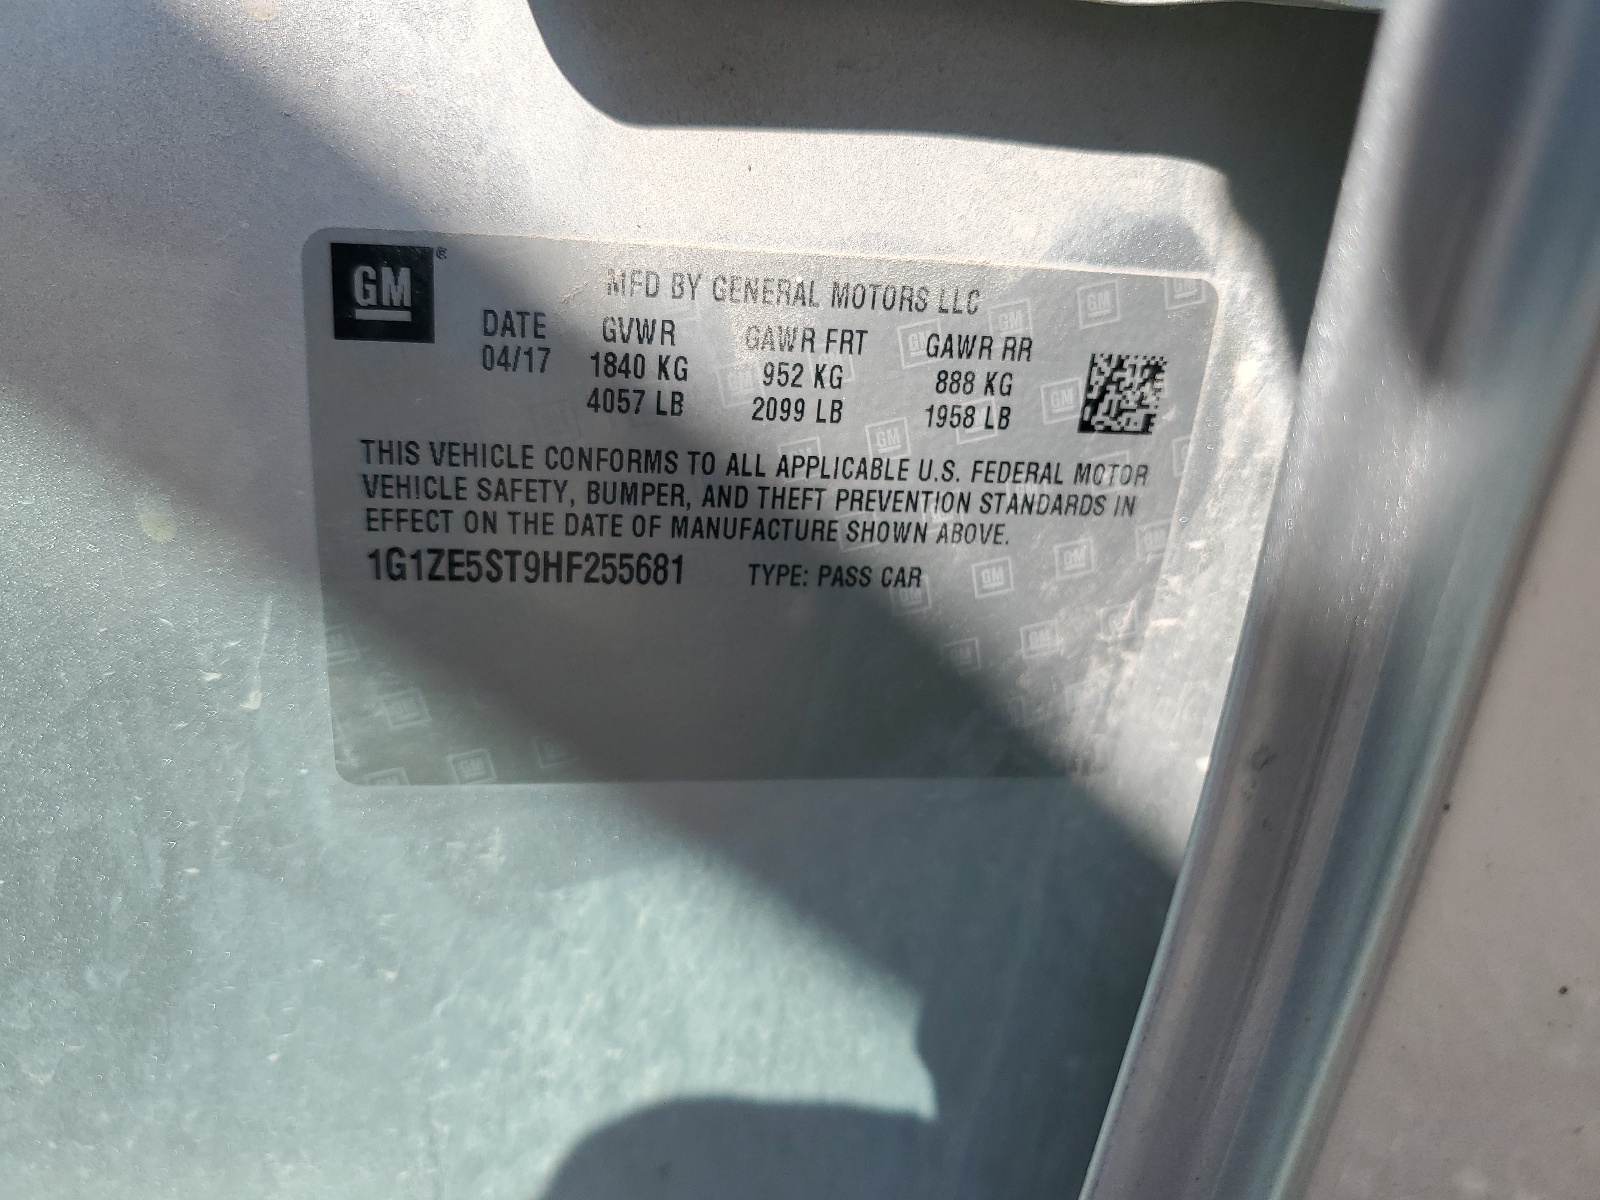 GM®
MFD BY GENERAL MOTORS LLC
DATE GVWR GAWR FRT GAWR RR
04/17 1840 KG 952 KG 888 KG
4057 LB 2099 LB 1958 LB
THIS VEHICLE CONFORMS TO ALL APPLICABLE U.S. FEDERAL MOTOR
VEHICLE SAFETY, BUMPER, AND THEFT PREVENTION STANDARDS IN
EFFECT ON THE DATE OF MANUFACTURE SHOWN ABOVE.
1G1ZE5ST9HF255681 TYPE: PASS CAR